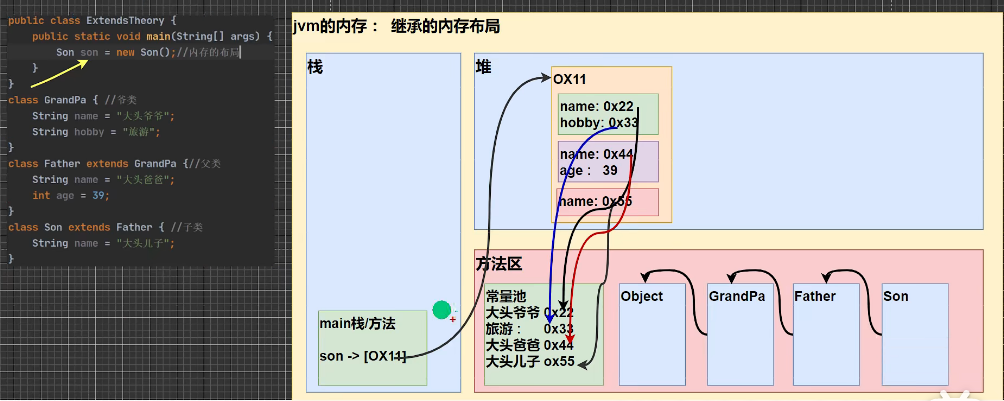 public class ExtendsTheory {
public static void main(String[] args) {
Son son = new Son();//内存的布局
}
}
class GrandPa { //爷类
String name = "大头爷爷";
String hobby = "旅游";
}
class Father extends GrandPa {//父类
String name = "大头爸爸";
int age = 39;
}
class Son extends Father { //子类
String name = "大头儿子";
}
jvm的内存： 继承的内存布局
栈
main栈/方法
son -> [OX11]
堆
OX11
name: 0x22
hobby: 0x33
name: 0x44
age : 39
name: 0x55
方法区
常量池
大头爷爷 0x22
旅游： 0x33
大头爸爸 0x44
大头儿子 ox55
Object
GrandPa
Father
Son